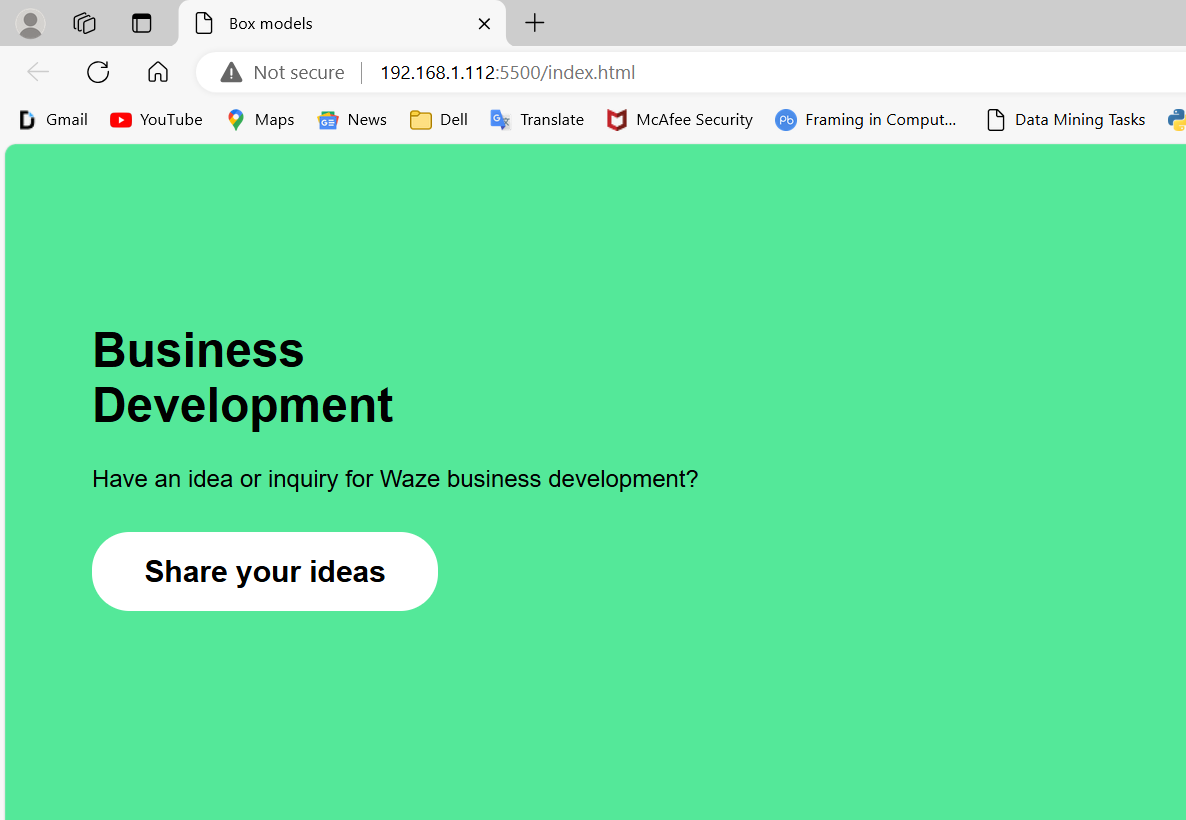 Box models
Not secure 192.168.1.112:5500/index.html
Gmail YouTube Maps News Dell Translate McAfee Security Framing in Comput... Data Mining Tasks
Business
Development
Have an idea or inquiry for Waze business development?
Share your ideas